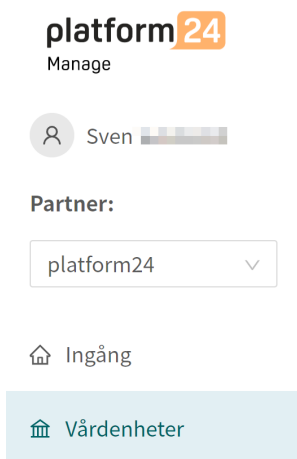 platform24
Manage
Sven
Partner:
platform24
Ingång
Vårdenheter